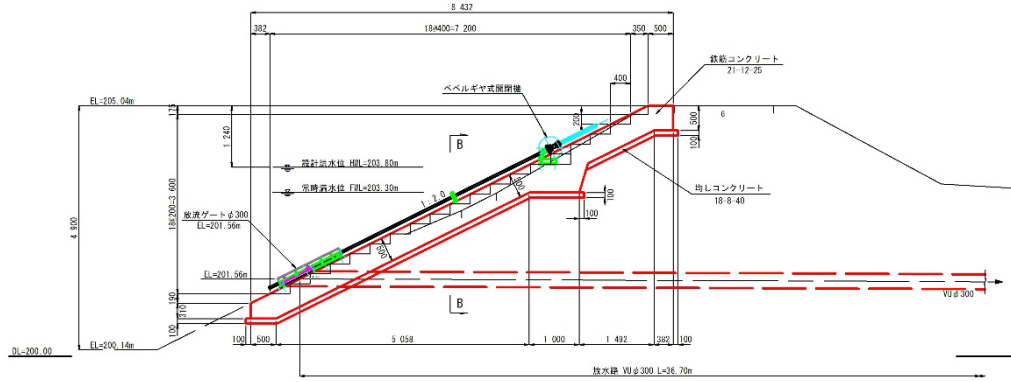 8 432
382
18@400=7 200
350
500
鉄筋コンクリート
21-12-25
400
ベベルギヤ式開閉機
EL=205.04m
175
200
6
500
1 240
B
100
設計洪水位 HWL=203.80m
常時満水位 FWL=203.30m
500
均しコンクリート
18-8-40
18@200=3 600
1:2.0
100
100
4 900
放流ゲートφ300
EL=201.56m
500
EL=201.56m
190
310
B
VUφ300
100
100
500
5 058
1 000
1 492
382
100
DL=200.00
EL=200.14m
放水路 VUφ300 L=36.70m